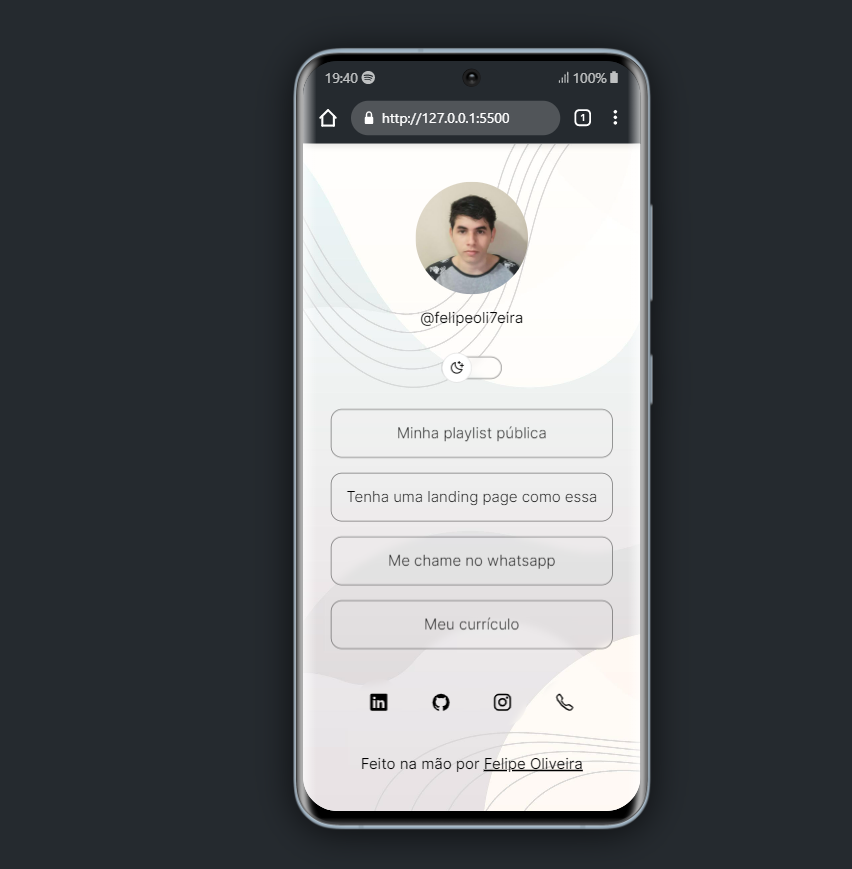 19:40 100%
http://127.0.0.1:5500 1
@felipeoli7eira
Minha playlist pública
Tenha uma landing page como essa
Me chame no whatsapp
Meu currículo
in
Feito na mão por Felipe Oliveira